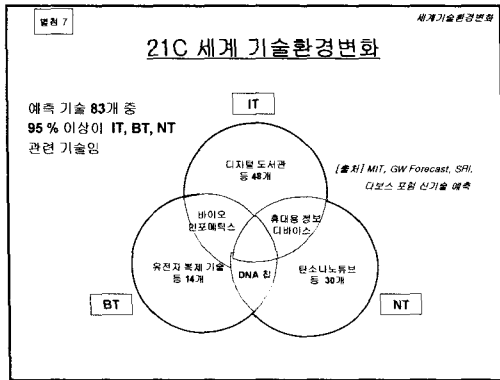 별첨 7
세계기술환경변화
21C 세계 기술환경변화
예측 기술 83개 중
95 % 이상이 IT, BT, NT
관련 기술임
IT
디지털 도서관
등 48개
[출처] MIT, GW Forecast, SRI,
다보스 포럼 신기술 예측
바이오
인포메틱스
휴대용 정보
디바이스
유전자 복제 기술
등 14개
DNA 칩
탄소나노튜브
등 30개
BT
NT